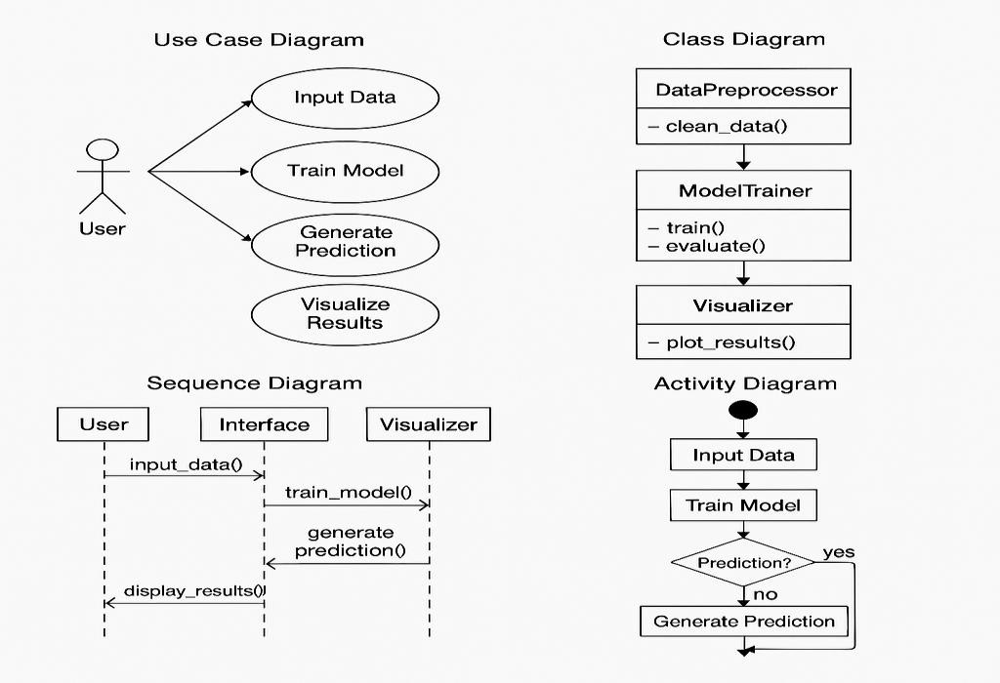 Use Case Diagram
Input Data
Train Model
User
Generate
Prediction
Visualize
Results
Class Diagram
DataPreprocessor
– clean_data()
ModelTrainer
– train()
– evaluate()
Visualizer
– plot_results()
Sequence Diagram
User
Interface
Visualizer
input_data()
train_model()
generate
prediction()
display_results()
Activity Diagram
Input Data
Train Model
Prediction?
yes
no
Generate Prediction